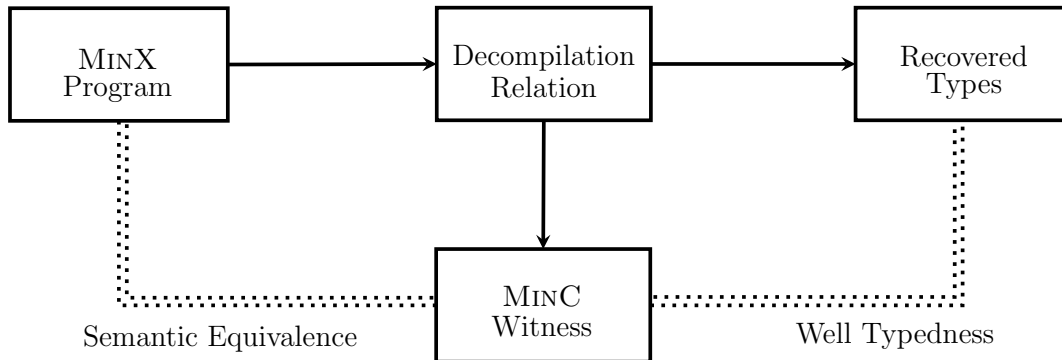 MINX
Program
Decompilation
Relation
Recovered
Types
MINC
Witness
Semantic Equivalence
Well Typedness